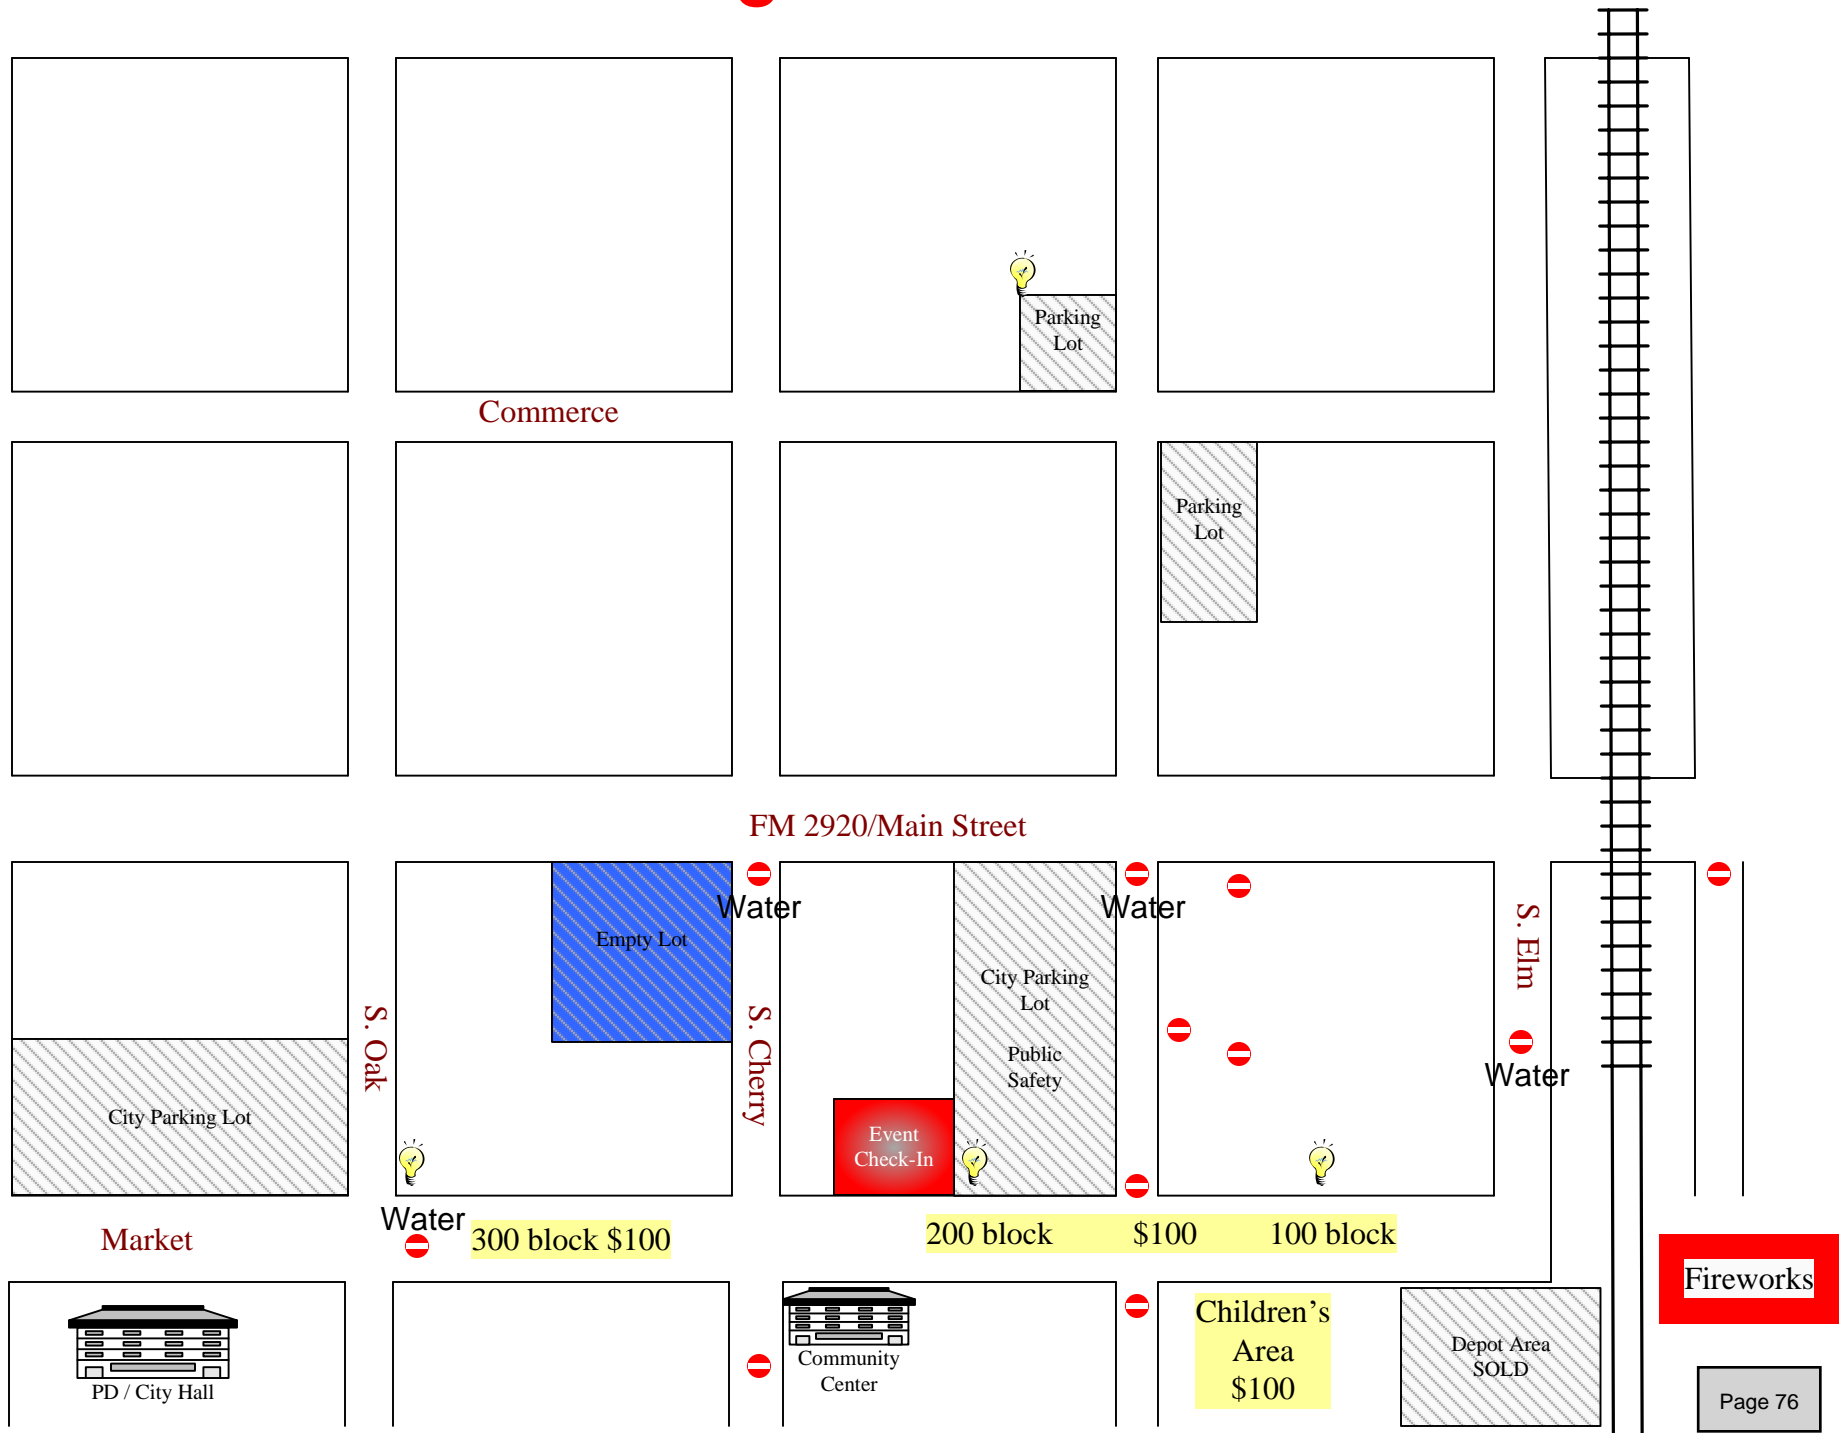 Parking
Lot
Commerce
Parking
Lot
FM 2920/Main Street
Water
Water
S. Elm
Empty Lot
City Parking
Lot
Public
Safety
S. Oak
S. Cherry
Water
City Parking Lot
Event
Check-In
Water
Market
300 block $100
200 block $100 100 block
Fireworks
Children’s
Area
$100
Depot Area
SOLD
Community
Center
PD / City Hall
Page 76